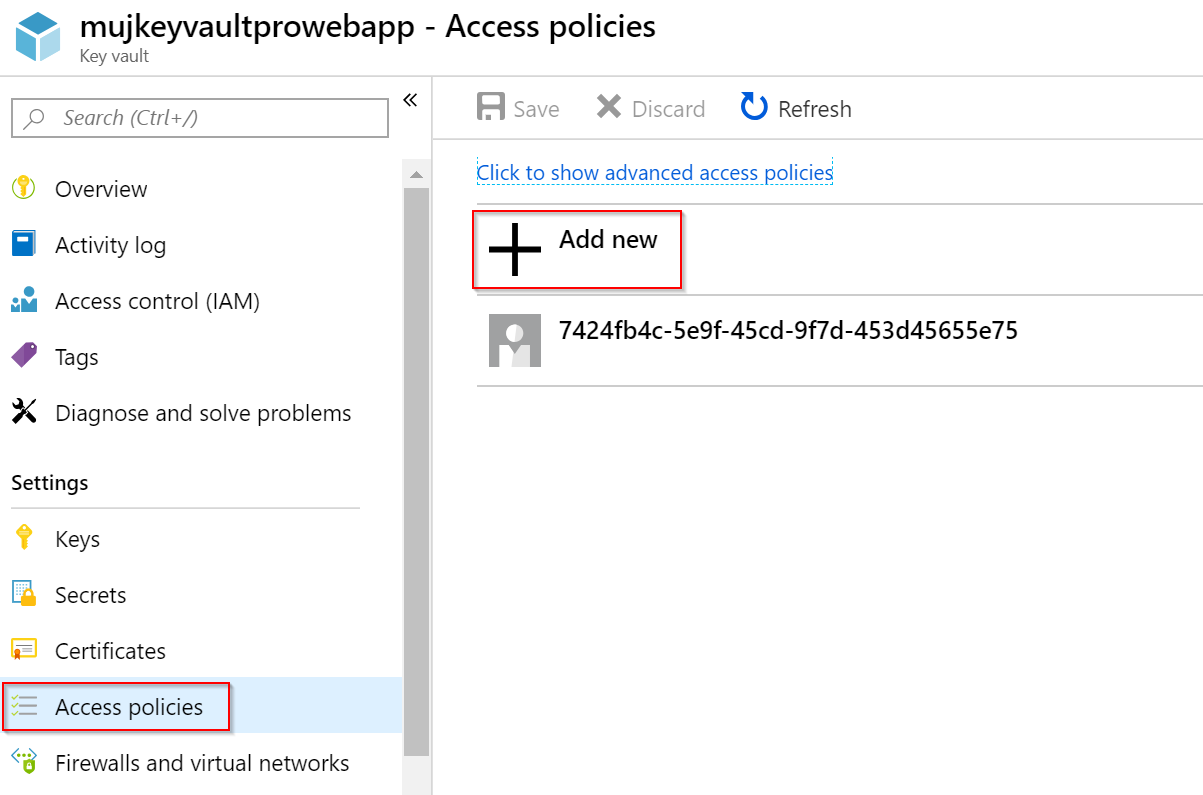 mujkeyvaultprowebapp - Access policies
Key vault
Search (Ctrl+/)
«
Overview
Activity log
Access control (IAM)
Tags
Diagnose and solve problems
Settings
Keys
Secrets
Certificates
Access policies
Firewalls and virtual networks
Save
Discard
Refresh
Click to show advanced access policies
Add new
7424fb4c-5e9f-45cd-9f7d-453d45655e75